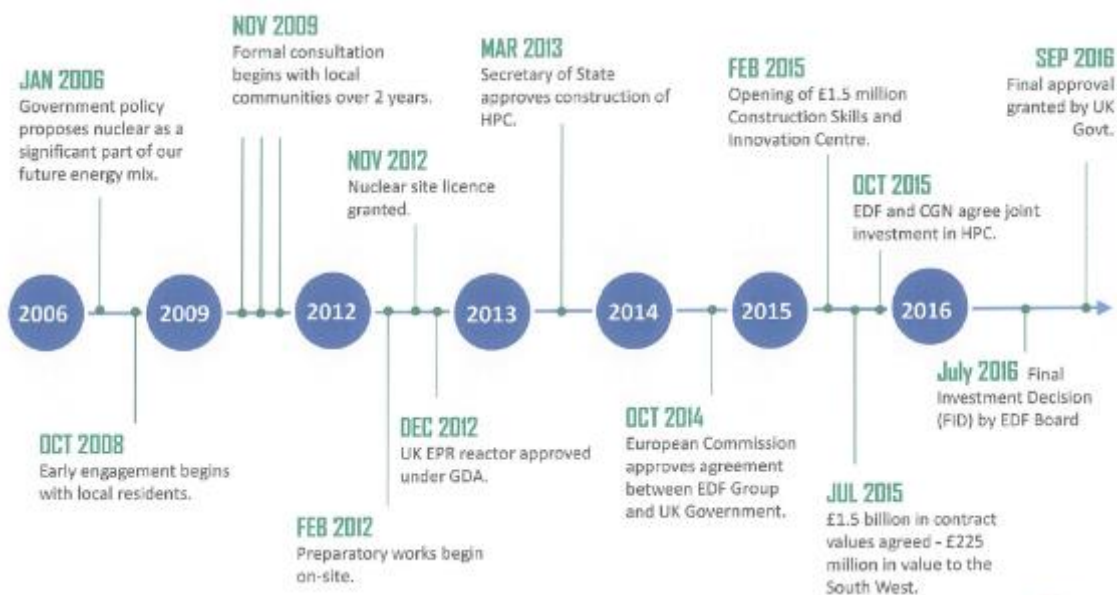 NOV 2009
Formal consultation
begins with local
communities over 2 years.
JAN 2006
Government policy
proposes nuclear as a
significant part of our
future energy mix.
MAR 2013
Secretary of State
approves construction of
HPC.
NOV 2012
Nuclear site licence
granted.
FEB 2015
Opening of £1.5 million
Construction Skills and
Innovation Centre.
SEP 2016
Final approval
granted by UK
Govt.
OCT 2015
EDF and CGN agree joint
investment in HPC.
2006
2009
2012
2013
2014
2015
2016
OCT 2008
Early engagement begins
with local residents.
FEB 2012
Preparatory works begin
on-site.
DEC 2012
UK EPR reactor approved
under GDA.
OCT 2014
European Commission
approves agreement
between EDF Group
and UK Government.
JUL 2015
£1.5 billion in contract
values agreed - £225
million in value to the
South West.
July 2016 Final
Investment Decision
(FID) by EDF Board